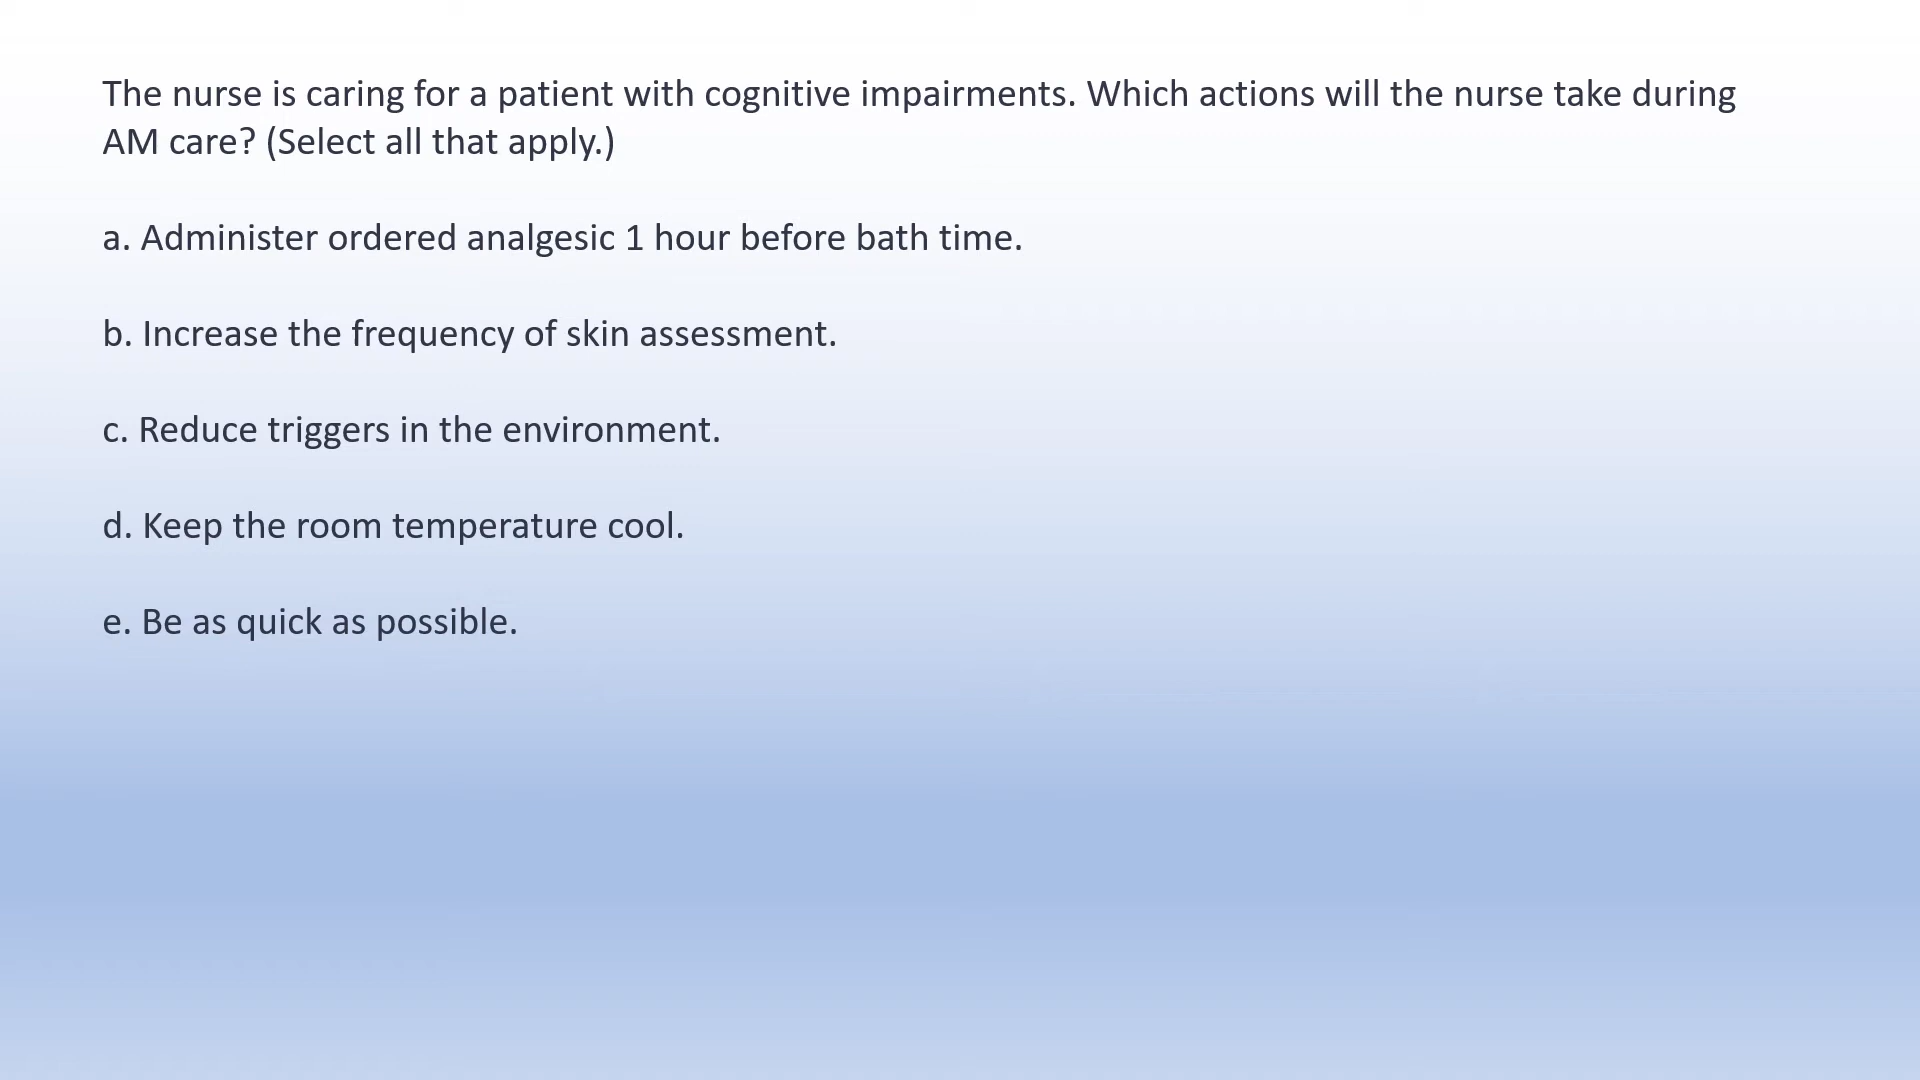 The nurse is caring for a patient with cognitive impairments. Which actions will the nurse take during
AM care? (Select all that apply.)
a. Administer ordered analgesic 1 hour before bath time.
b. Increase the frequency of skin assessment.
c. Reduce triggers in the environment.
d. Keep the room temperature cool.
e. Be as quick as possible.